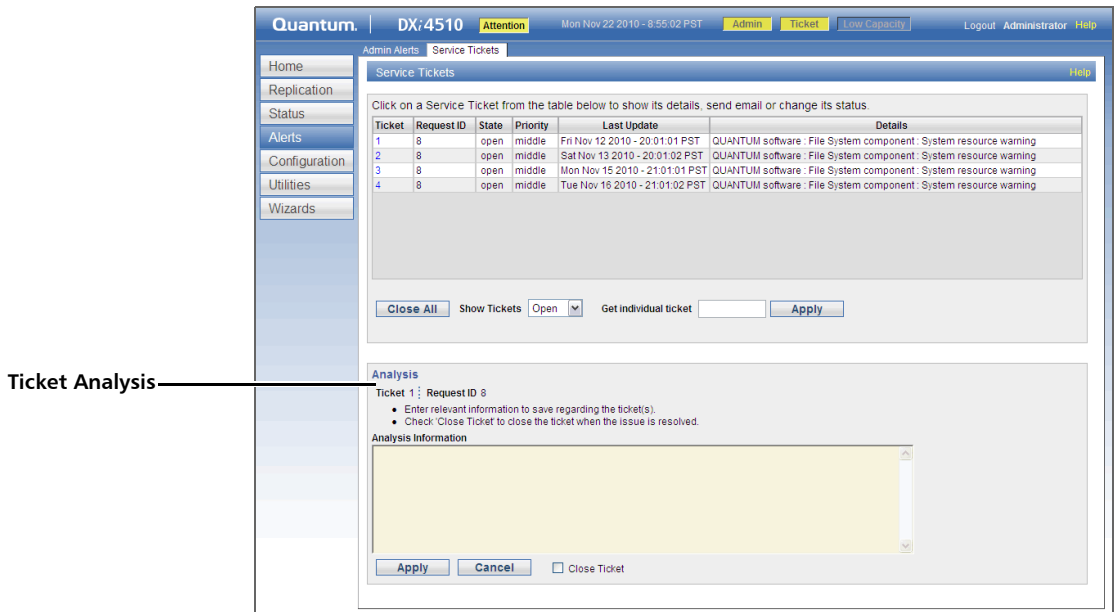 Quantum. DXi4510 Attention Mon Nov 22 2010 - 8:55:02 PST Admin Ticket Low Capacity Logout Administrator Help
Admin Alerts Service Tickets
Home
Replication
Status
Alerts
Configuration
Utilities
Wizards
Service Tickets Help
Click on a Service Ticket from the table below to show its details, send email or change its status.
Ticket Request ID State Priority Last Update Details
1 8 open middle Fri Nov 12 2010 - 20:01:01 PST QUANTUM software : File System component : System resource warning
2 8 open middle Sat Nov 13 2010 - 20:01:02 PST QUANTUM software : File System component : System resource warning
3 8 open middle Mon Nov 15 2010 - 21:01:01 PST QUANTUM software : File System component : System resource warning
4 8 open middle Tue Nov 16 2010 - 21:01:02 PST QUANTUM software : File System component : System resource warning
Close All Show Tickets Open Get individual ticket Apply
Ticket Analysis
Analysis
Ticket 1 Request ID 8
• Enter relevant information to save regarding the ticket(s).
• Check 'Close Ticket' to close the ticket when the issue is resolved.
Analysis Information
Apply Cancel Close Ticket